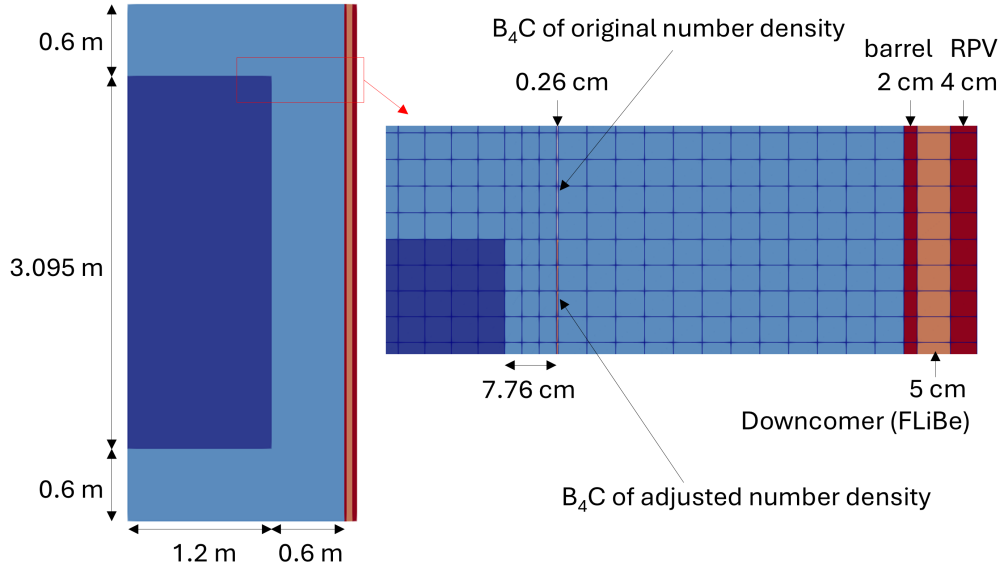 0.6 m
3.095 m
0.6 m
1.2 m
0.6 m
B₄C of original number density
0.26 cm
barrel
2 cm
RPV
4 cm
7.76 cm
5 cm
Downcomer (FLiBe)
B₄C of adjusted number density